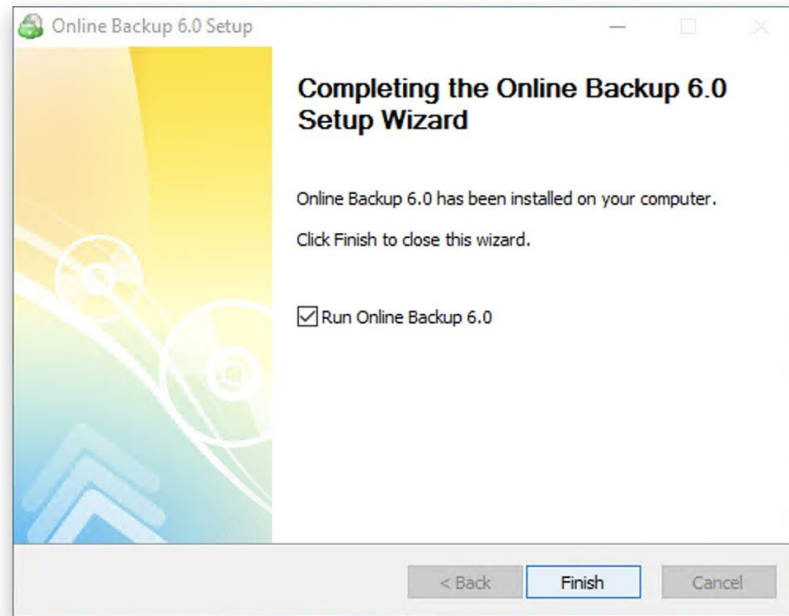 Online Backup 6.0 Setup
Completing the Online Backup 6.0
Setup Wizard
Online Backup 6.0 has been installed on your computer.
Click Finish to close this wizard.
Run Online Backup 6.0
< Back
Finish
Cancel